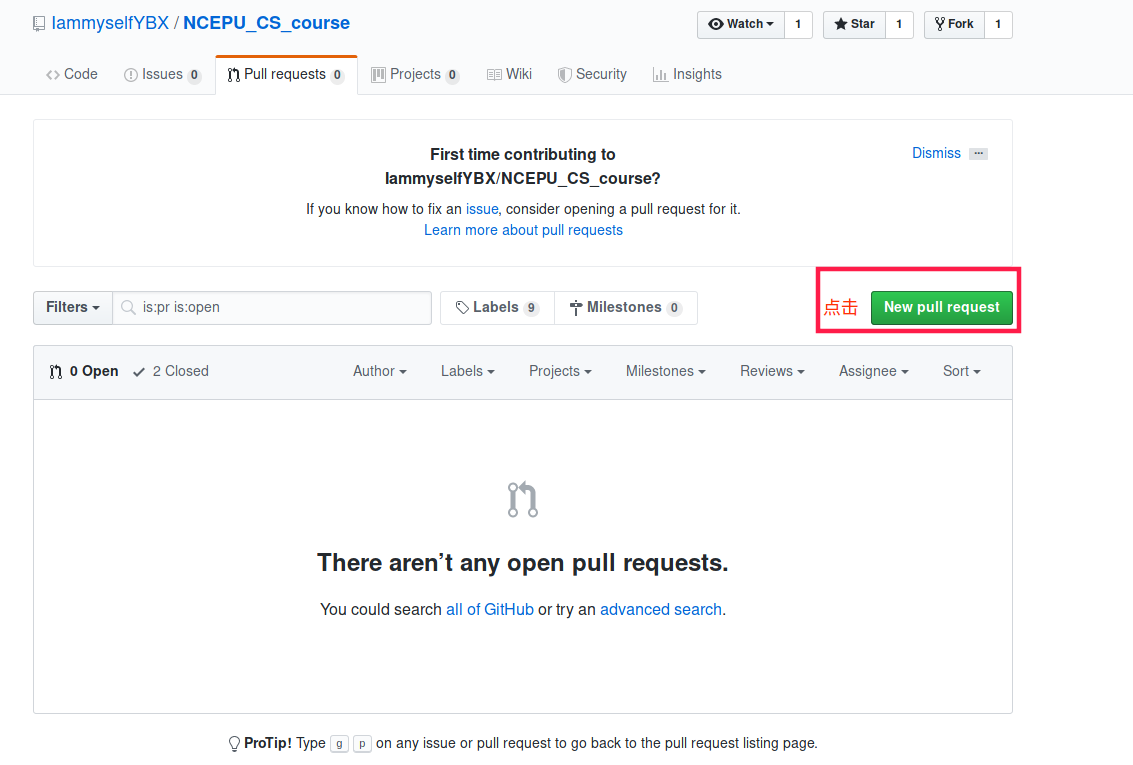 IammyselfYBX / NCEPU_CS_course
Watch 1 Star 1 Fork 1
Code Issues 0 Pull requests 0 Projects 0 Wiki Security Insights
First time contributing to
IammyselfYBX/NCEPU_CS_course?
Dismiss
If you know how to fix an issue, consider opening a pull request for it.
Learn more about pull requests
Filters is:pr is:open Labels 9 Milestones 0 点击 New pull request
0 Open 2 Closed Author Labels Projects Milestones Reviews Assignee Sort
There aren’t any open pull requests.
You could search all of GitHub or try an advanced search.
ProTip! Type g p on any issue or pull request to go back to the pull request listing page.